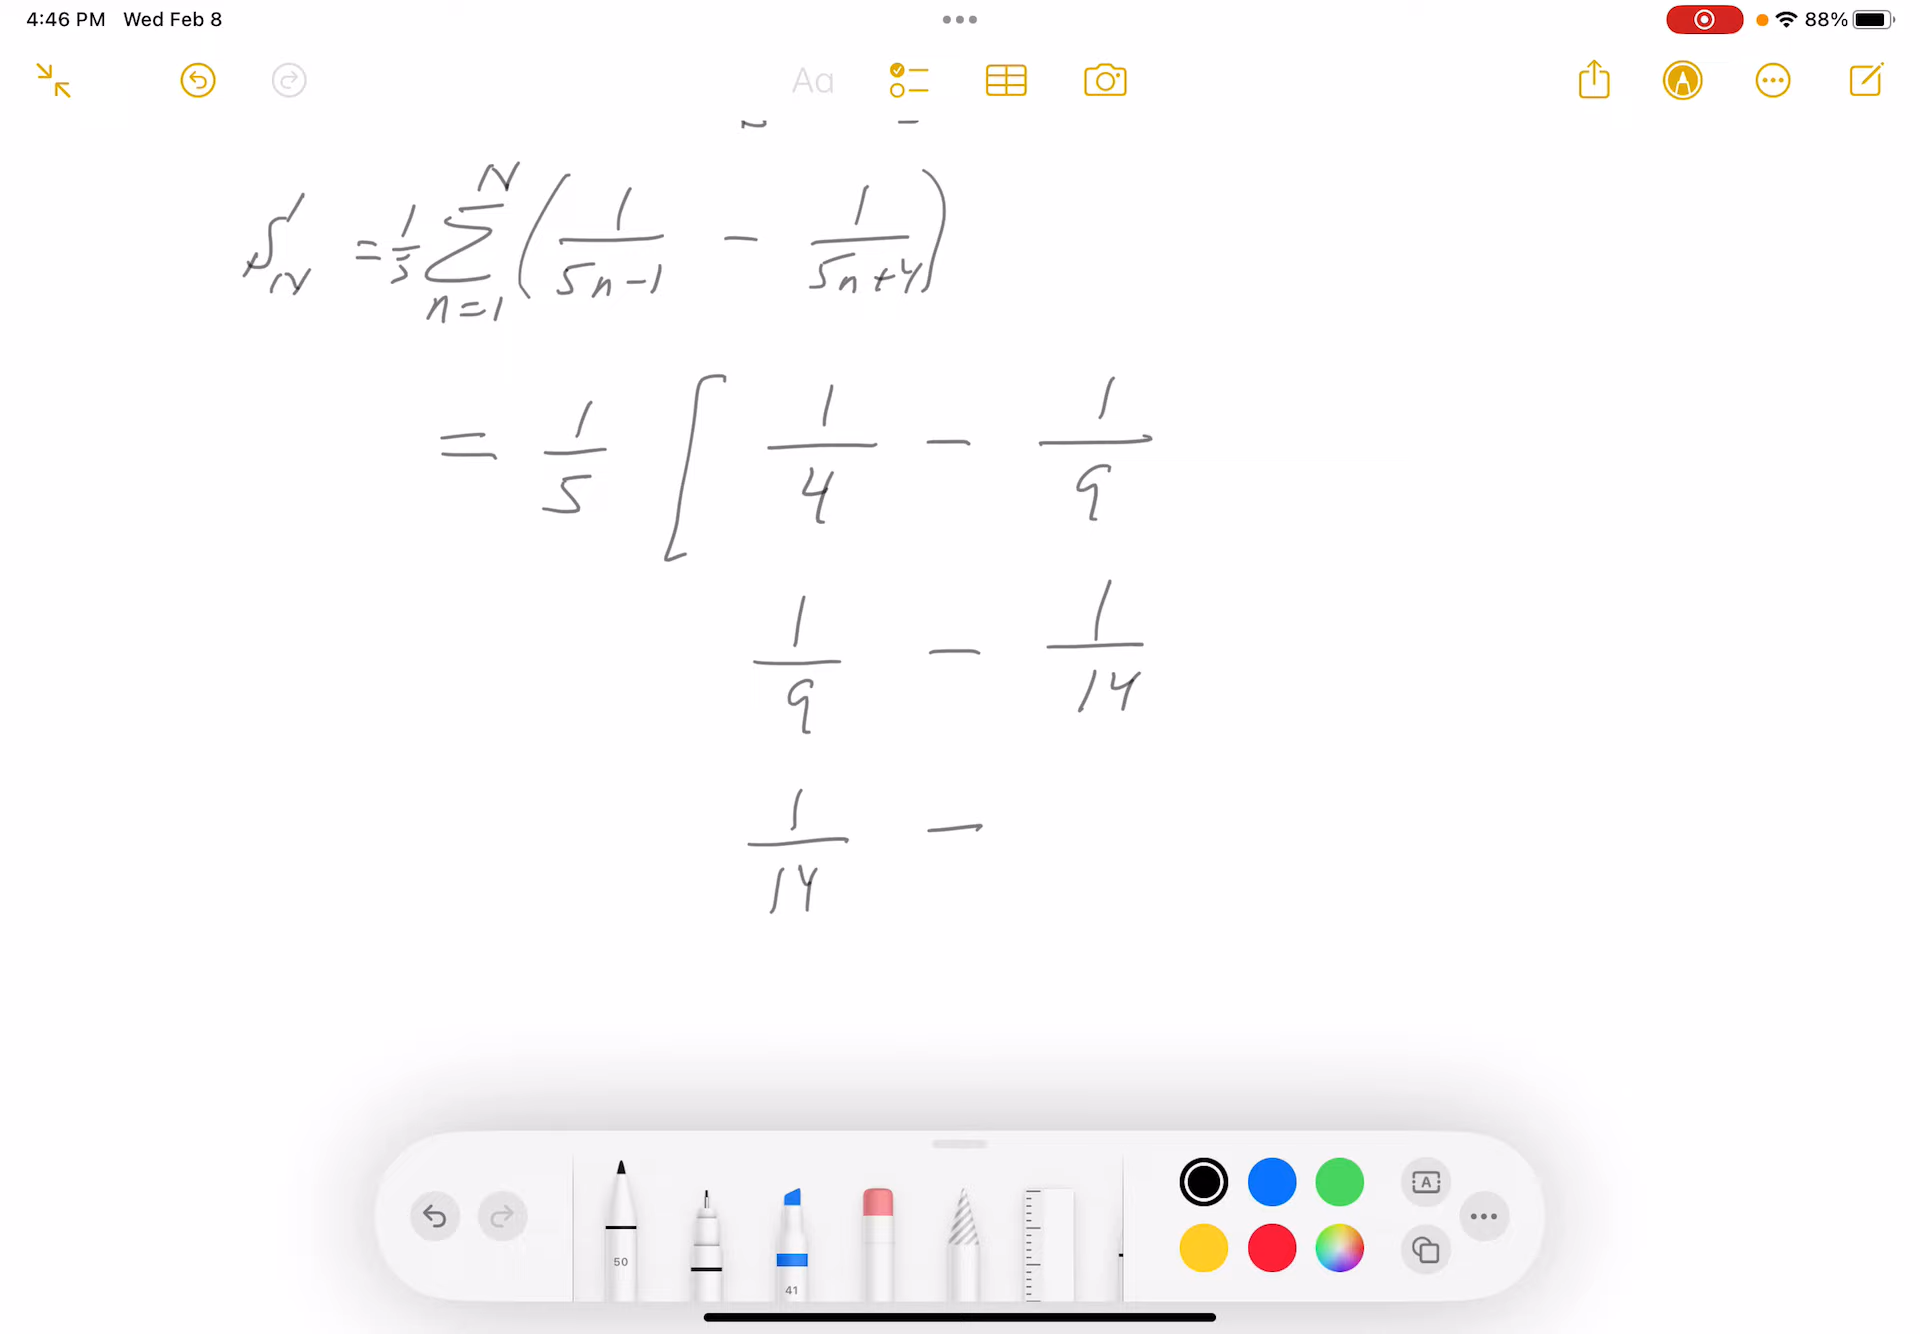 4:46 PM Wed Feb 8 88%
Aa
S_N = 1/5 Σ_{n=1}^{N} ( 1/(5n-1) - 1/(5n+4) )
= 1/5 [ 1/4 - 1/9
1/9 - 1/14
1/14 -
A
50
41